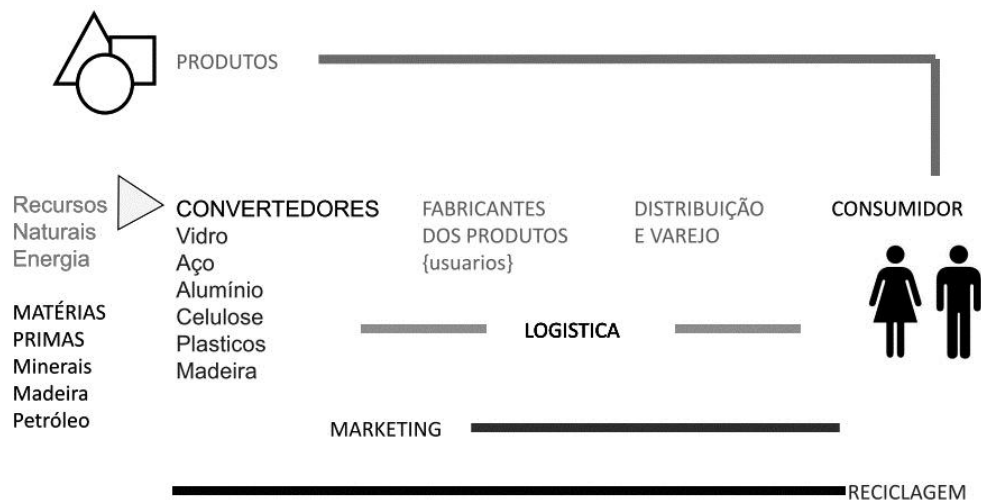 PRODUTOS
Recursos
Naturais
Energia
MATÉRIAS
PRIMAS
Minerais
Madeira
Petróleo
CONVERTEDORES
Vidro
Aço
Alumínio
Celulose
Plasticos
Madeira
FABRICANTES
DOS PRODUTOS
{usuarios}
DISTRIBUIÇÃO
E VAREJO
CONSUMIDOR
LOGISTICA
MARKETING
RECICLAGEM